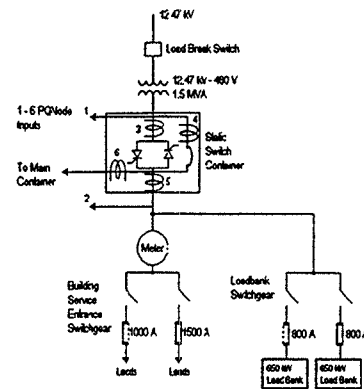 12.47 kV
Load Break Switch
12.47 kv - 480 V
1.5 MVA
1 - 6 PQNode
Inputs
1
4
3
Static
Switch
Container
6
To Main
Container
5
2
Meter
Building
Service
Entrance
Switchgear
Loadbank
Switchgear
1000 A
1500 A
800 A
800 A
Loads
Loads
650 kW
Load Bank
650 kW
Load Bank